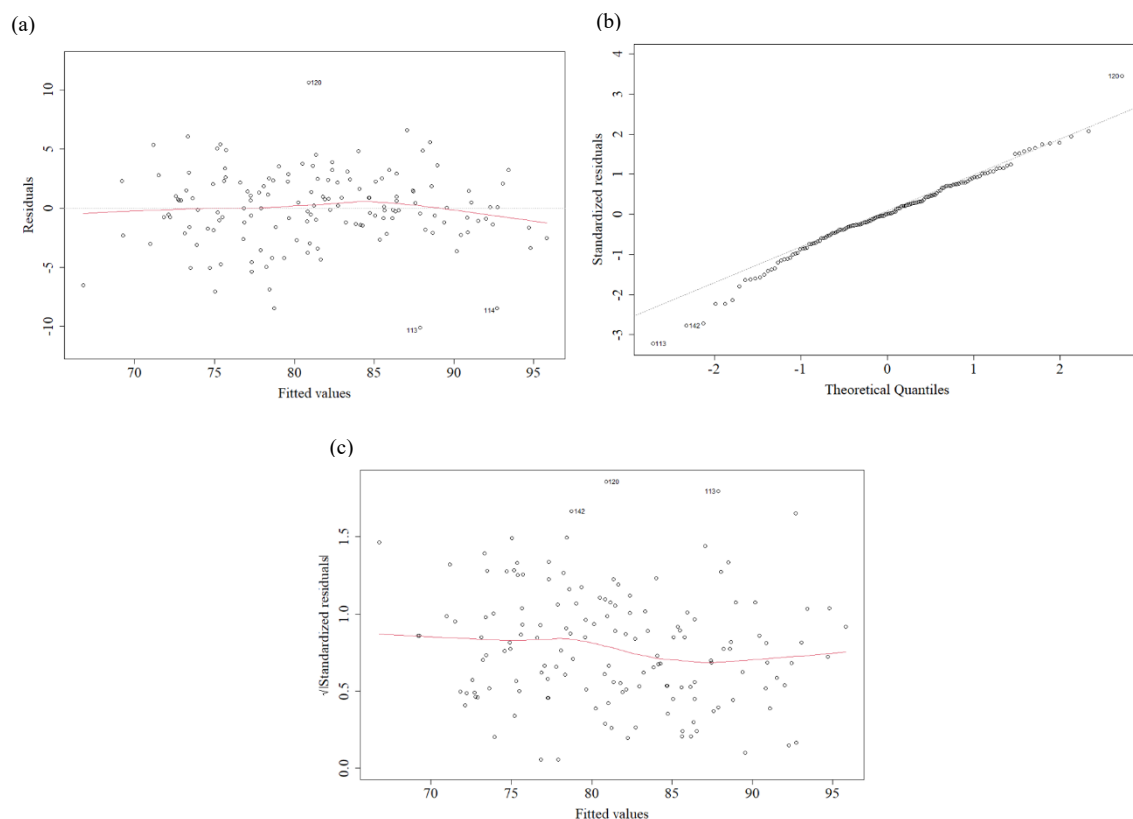 (a)
10
5
0
-5
-10
Residuals
128
113
114
70 75 80 85 90 95
Fitted values
(b)
4
3
2
1
0
-1
-2
-3
Standardized residuals
120
142
113
-2 -1 0 1 2
Theoretical Quantiles
(c)
1.5
1.0
0.5
0.0
√|Standardized residuals|
128
113
142
70 75 80 85 90 95
Fitted values